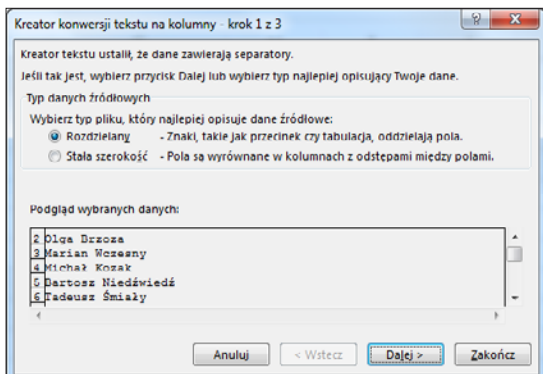 Kreator konwersji tekstu na kolumny - krok 1 z 3
Kreator tekstu ustalił, że dane zawierają separatory.
Jeśli tak jest, wybierz przycisk Dalej lub wybierz typ najlepiej opisujący Twoje dane.
Typ danych źródłowych
Wybierz typ pliku, który najlepiej opisuje dane źródłowe:
Rozdzielany - Znaki, takie jak przecinek czy tabulacja, oddzielają pola.
Stała szerokość - Pola są wyrównane w kolumnach z odstępami między polami.
Podgląd wybranych danych:
2 Olga Brzoza
3 Marian Wczesny
4 Michał Kozak
5 Bartosz Niedźwiedź
6 Tadeusz Śmiały
Anuluj < Wstecz Dalej > Zakończ